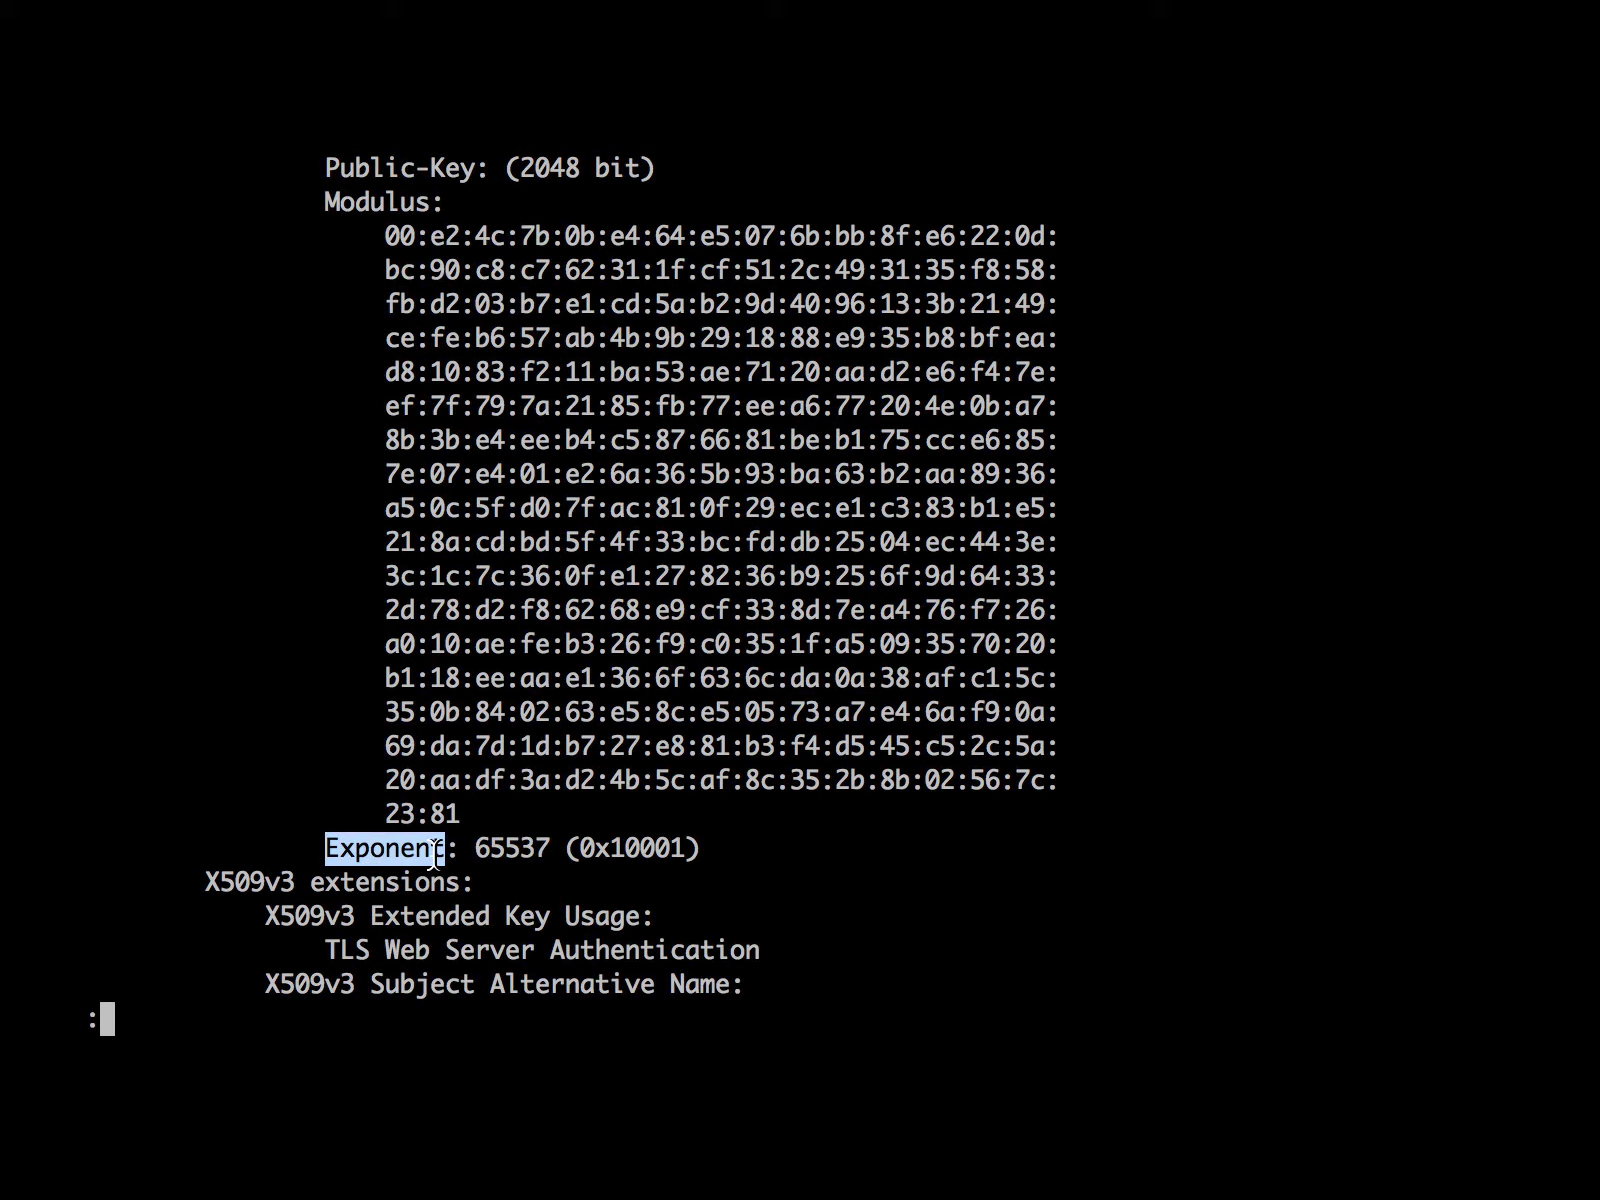 Public-Key: (2048 bit)
Modulus:
00:e2:4c:7b:0b:e4:64:e5:07:6b:bb:8f:e6:22:0d:
bc:90:c8:c7:62:31:1f:cf:51:2c:49:31:35:f8:58:
fb:d2:03:b7:e1:cd:5a:b2:9d:40:96:13:3b:21:49:
ce:fe:b6:57:ab:4b:9b:29:18:88:e9:35:b8:bf:ea:
d8:10:83:f2:11:ba:53:ae:71:20:aa:d2:e6:f4:7e:
ef:7f:79:7a:21:85:fb:77:ee:a6:77:20:4e:0b:a7:
8b:3b:e4:ee:b4:c5:87:66:81:be:b1:75:cc:e6:85:
7e:07:e4:01:e2:6a:36:5b:93:ba:63:b2:aa:89:36:
a5:0c:5f:d0:7f:ac:81:0f:29:ec:e1:c3:83:b1:e5:
21:8a:cd:bd:5f:4f:33:bc:fd:db:25:04:ec:44:3e:
3c:1c:7c:36:0f:e1:27:82:36:b9:25:6f:9d:64:33:
2d:78:d2:f8:62:68:e9:cf:33:8d:7e:a4:76:f7:26:
a0:10:ae:fe:b3:26:f9:c0:35:1f:a5:09:35:70:20:
b1:18:ee:aa:e1:36:6f:63:6c:da:0a:38:af:c1:5c:
35:0b:84:02:63:e5:8c:e5:05:73:a7:e4:6a:f9:0a:
69:da:7d:1d:b7:27:e8:81:b3:f4:d5:45:c5:2c:5a:
20:aa:df:3a:d2:4b:5c:af:8c:35:2b:8b:02:56:7c:
23:81
Exponent: 65537 (0x10001)
X509v3 extensions:
X509v3 Extended Key Usage:
TLS Web Server Authentication
X509v3 Subject Alternative Name:
: